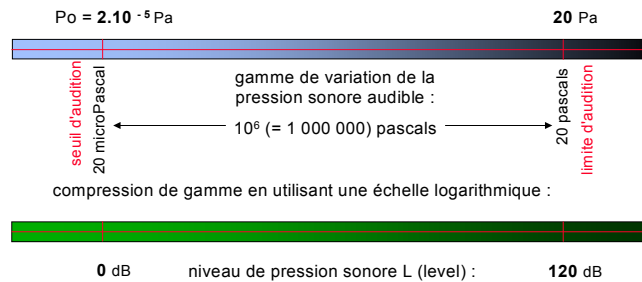 Po = 2.10 ⁻⁵ Pa
20 Pa
seuil d'audition
20 microPascal
gamme de variation de la
pression sonore audible :
10⁶ (= 1 000 000) pascals
20 pascals
limite d'audition
compression de gamme en utilisant une échelle logarithmique :
0 dB
niveau de pression sonore L (level) :
120 dB